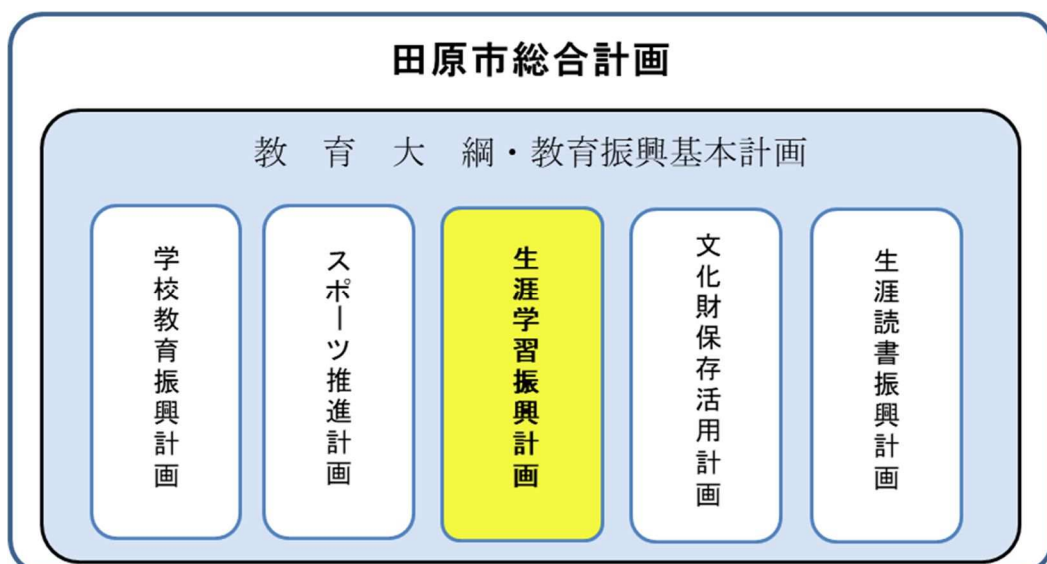 田原市総合計画
教育大綱・教育振興基本計画
学校教育振興計画
スポーツ推進計画
生涯学習振興計画
文化財保存活用計画
生涯読書振興計画